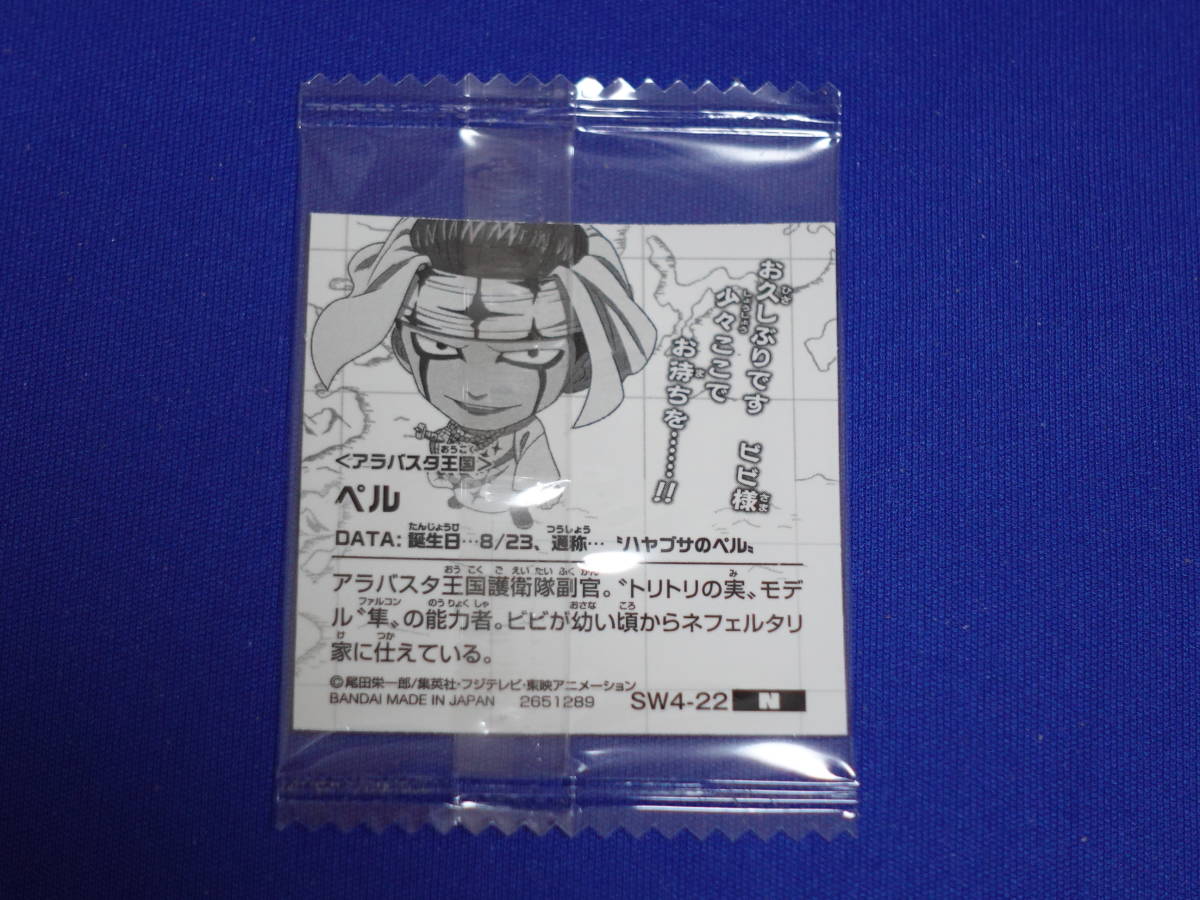 お久しぶりです ビビ様
少々ここで
お待ちを……!!
<アラバスタ王国>
ペル
DATA: 誕生日…8/23、通称…〝ハヤブサのペル〟
アラバスタ王国護衛隊副官。〝トリトリの実〟モデ
ル〝隼〟の能力者。ビビが幼い頃からネフェルタリ
家に仕えている。
©尾田栄一郎/集英社・フジテレビ・東映アニメーション
BANDAI MADE IN JAPAN 2651289 SW4-22 N